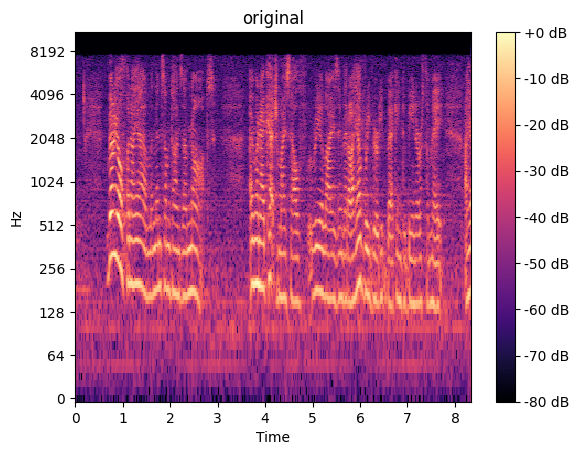 original
8192
4096
2048
1024
512
256
128
64
0
Hz
0 1 2 3 4 5 6 7 8
Time
+0 dB
-10 dB
-20 dB
-30 dB
-40 dB
-50 dB
-60 dB
-70 dB
-80 dB